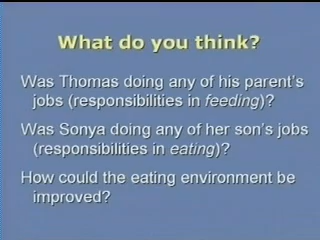 What do you think?
Was Thomas doing any of his parent's
jobs (responsibilities in feeding)?
Was Sonya doing any of her son's jobs
(responsibilities in eating)?
How could the eating environment be
improved?